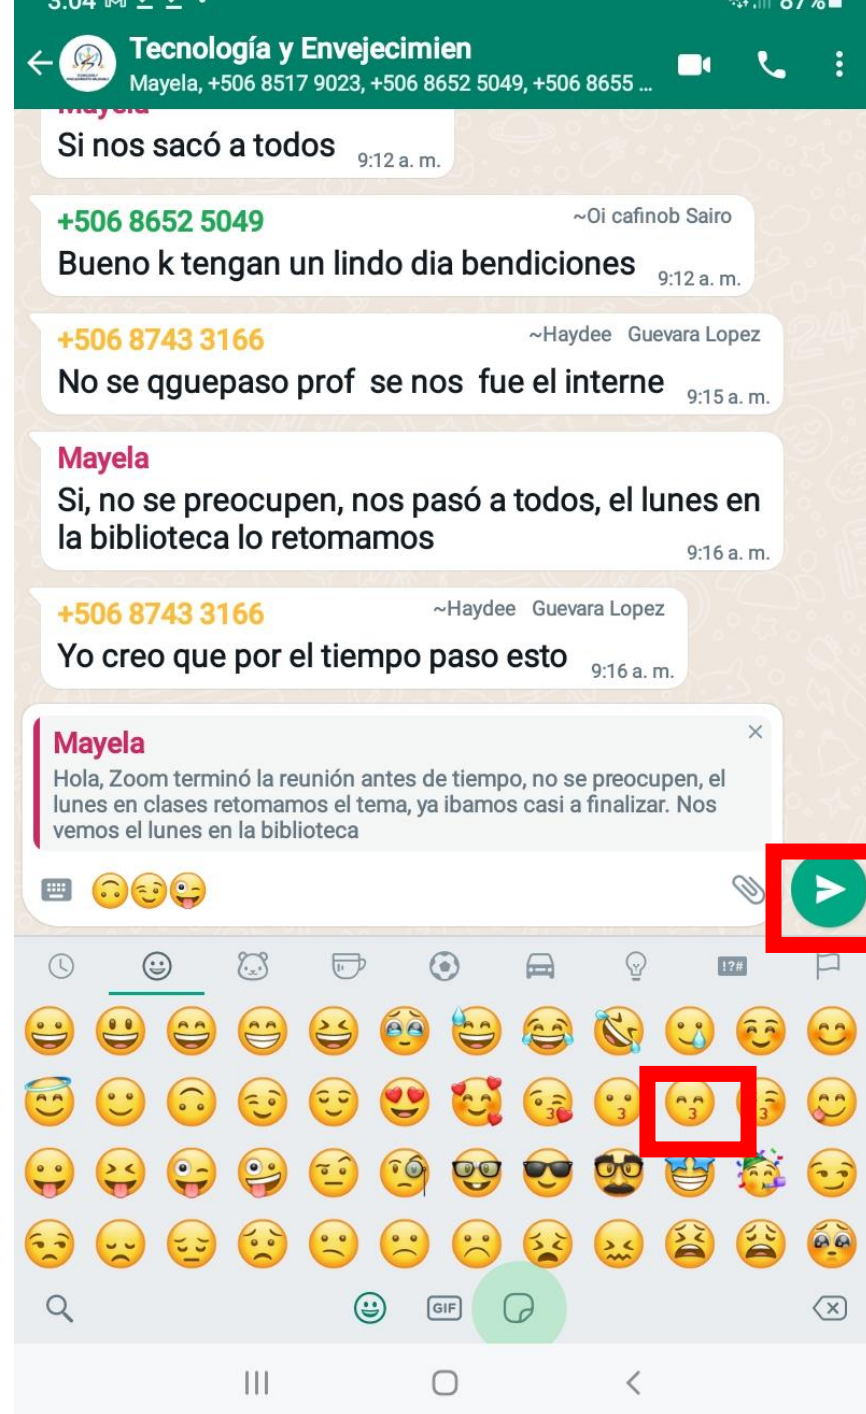 3:04
87%
Tecnología y Envejecimien
Mayela, +506 8517 9023, +506 8652 5049, +506 8655 ...
Mayela
Si nos sacó a todos 9:12 a. m.
+506 8652 5049 ~Oi cafinob Sairo
Bueno k tengan un lindo dia bendiciones 9:12 a. m.
+506 8743 3166 ~Haydee Guevara Lopez
No se qguepaso prof se nos fue el interne 9:15 a. m.
Mayela
Si, no se preocupen, nos pasó a todos, el lunes en
la biblioteca lo retomamos 9:16 a. m.
+506 8743 3166 ~Haydee Guevara Lopez
Yo creo que por el tiempo paso esto 9:16 a. m.
Mayela
Hola, Zoom terminó la reunión antes de tiempo, no se preocupen, el
lunes en clases retomamos el tema, ya ibamos casi a finalizar. Nos
vemos el lunes en la biblioteca
🙃😉😜
!?#
GIF